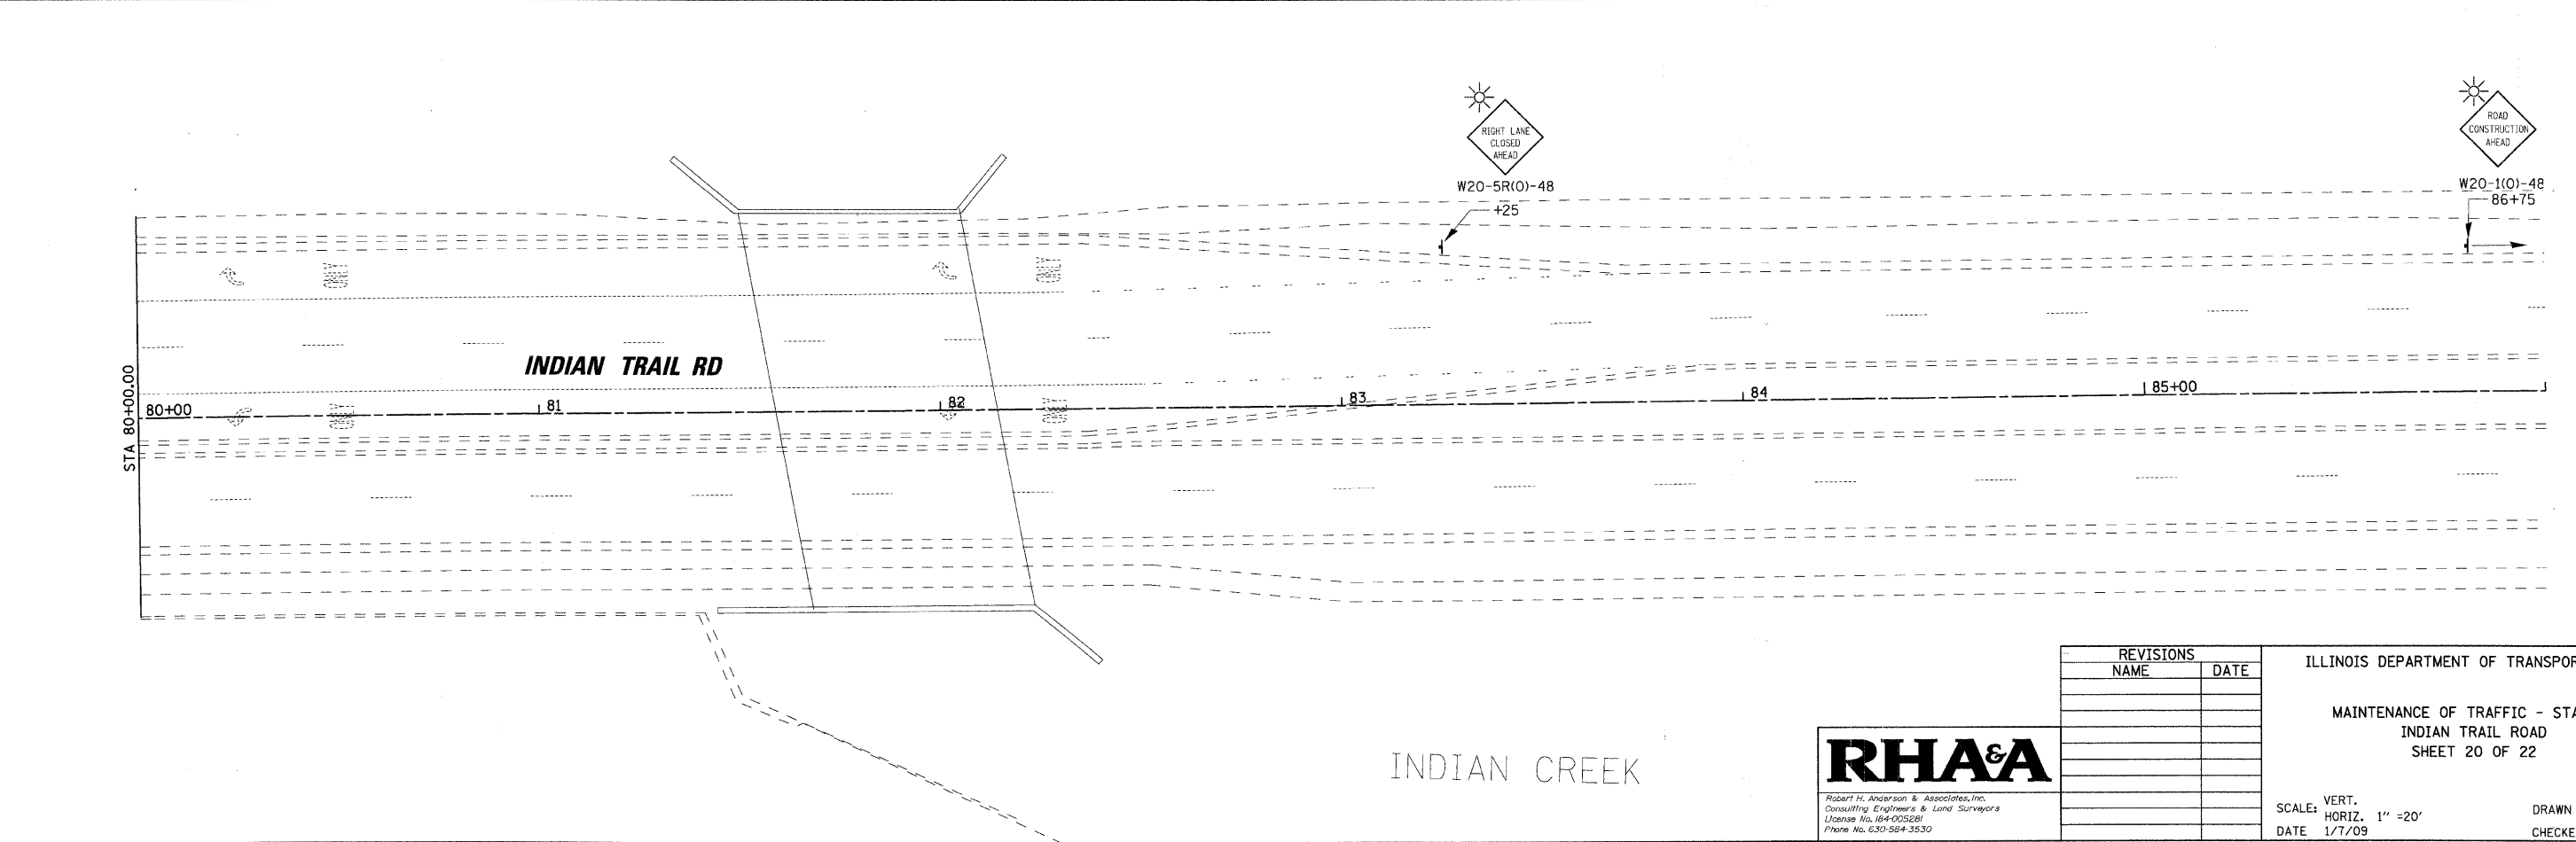 RIGHT LANE
CLOSED
AHEAD
W20-5R(O)-48
+25
ROAD
CONSTRUCTION
AHEAD
W20-1(O)-48
86+75
INDIAN TRAIL RD
STA 80+00.00
80+00
81
82
83
84
85+00
INDIAN CREEK
RHA&A
Robert H. Anderson & Associates, Inc.
Consulting Engineers & Land Surveyors
License No. 184-005281
Phone No. 630-584-3530
REVISIONS
NAME DATE
ILLINOIS DEPARTMENT OF TRANSPOR
MAINTENANCE OF TRAFFIC - STA
INDIAN TRAIL ROAD
SHEET 20 OF 22
SCALE: VERT.
HORIZ. 1" =20'
DATE 1/7/09
DRAWN
CHECKE